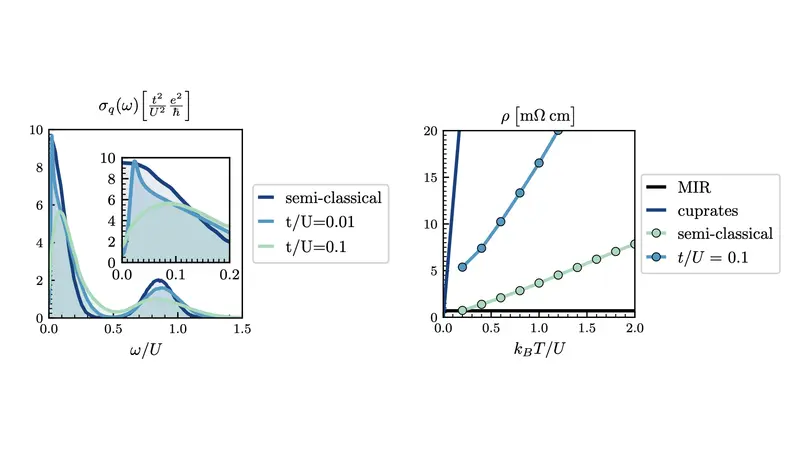 σ_q(ω)[t²/U² e²/ħ]
10
8
6
4
2
0
0.0 0.5 1.0 1.5
ω/U
10
8
6
4
2
0
0.0 0.1 0.2
semi-classical
t/U=0.01
t/U=0.1
ρ [mΩ cm]
20
15
10
5
0
0.0 0.5 1.0 1.5 2.0
k_BT/U
MIR
cuprates
semi-classical
t/U = 0.1